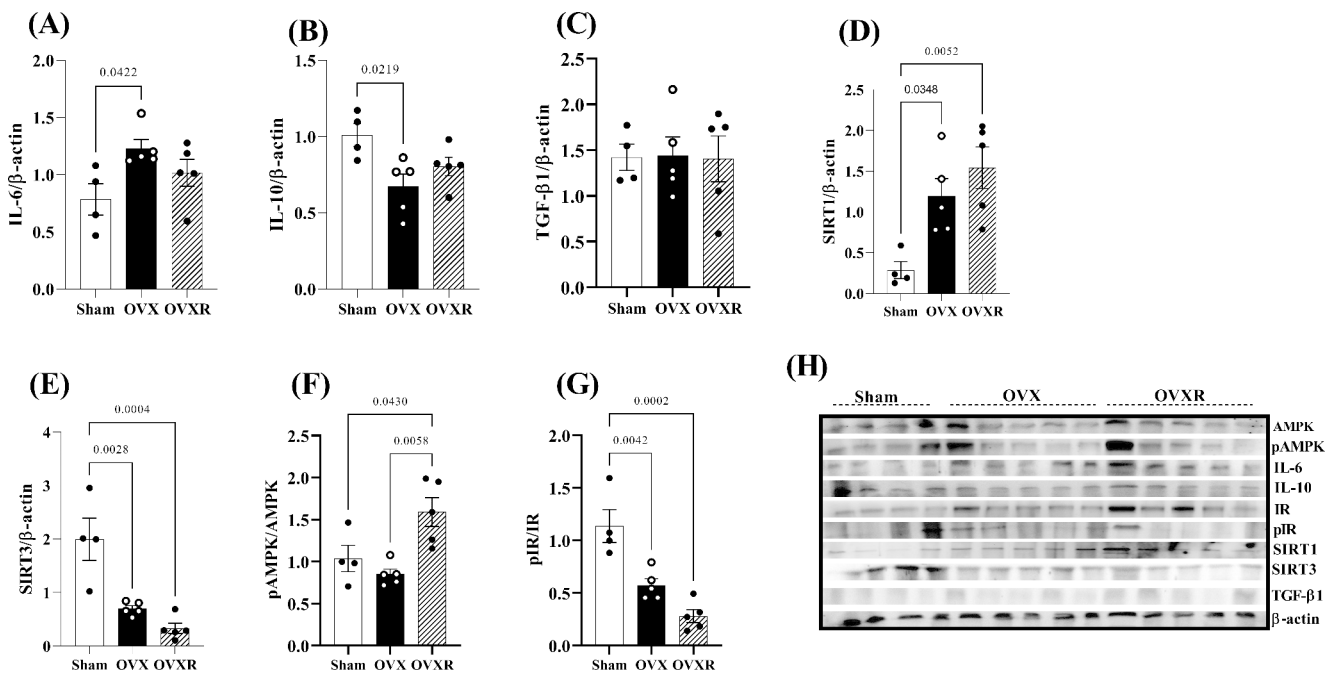 (A)
0.0422
IL-6/β-actin
2.0
1.5
1.0
0.5
0.0
Sham OVX OVXR
(B)
0.0219
IL-10/β-actin
1.5
1.0
0.5
0.0
Sham OVX OVXR
(C)
TGF-β1/β-actin
2.5
2.0
1.5
1.0
0.5
0.0
Sham OVX OVXR
(D)
0.0052
0.0348
SIRT1/β-actin
2.5
2.0
1.5
1.0
0.5
0.0
Sham OVX OVXR
(E)
0.0004
0.0028
SIRT3/β-actin
4
3
2
1
0
Sham OVX OVXR
(F)
0.0430
0.0058
pAMPK/AMPK
2.5
2.0
1.5
1.0
0.5
0.0
Sham OVX OVXR
(G)
0.0002
0.0042
pIR/IR
2.0
1.5
1.0
0.5
0.0
Sham OVX OVXR
(H)
Sham OVX OVXR
AMPK
pAMPK
IL-6
IL-10
IR
pIR
SIRT1
SIRT3
TGF-β1
β-actin